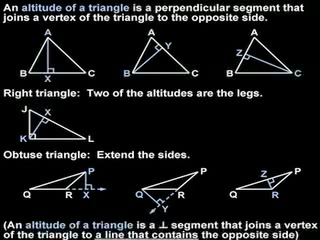 An altitude of a triangle is a perpendicular segment that
joins a vertex of the triangle to the opposite side.
A A A
Y Z
B X C B C B C
Right triangle: Two of the altitudes are the legs.
J X
K L
Obtuse triangle: Extend the sides.
P P Z P
Q R X Q R Q R
Y
(An altitude of a triangle is a ⊥ segment that joins a vertex
of the triangle to a line that contains the opposite side)